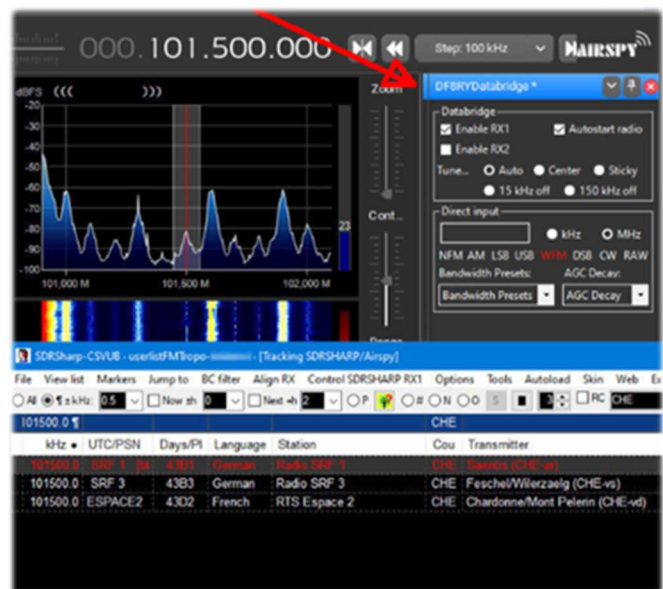 000.101.500.000 Step: 100 kHz AIRSPY
dBFS ((( ))) Zoom
-20
-30
-40
-50
-60
-70
-80
-90
-100
23
101,000 M 101,500 M 102,000 M
Cont...
Range
DF8RYDatabridge *
Databridge
Enable RX1 Autostart radio
Enable RX2
Tune... Auto Center Sticky
15 kHz off 150 kHz off
Direct input
kHz MHz
NFM AM LSB USB WFM DSB CW RAW
Bandwidth Presets: AGC Decay:
Bandwidth Presets AGC Decay
SDRSharp-CSVUB - userlistFMTropo- - [Tracking SDRSHARP/Airspy]
File View list Markers Jump to BC filter Align RX Control SDRSHARP RX1 Options Tools Autoload Skin Web
All ¶ ± kHz: 0.5 Now ±h 0 Next +h 2 P # N 0 S 3 RC CHE
101500.0 ¶ CHE
kHz UTC/PSN Days/PI Language Station Cou Transmitter
101500.0 SRF 1 43B1 German Radio SRF 1 CHE Saentis (CHE-ar)
101500.0 SRF 3 43B3 German Radio SRF 3 CHE Feschel/Wilerzaelg (CHE-vs)
101500.0 ESPACE2 43D2 French RTS Espace 2 CHE Chardonne/Mont Pelerin (CHE-vd)